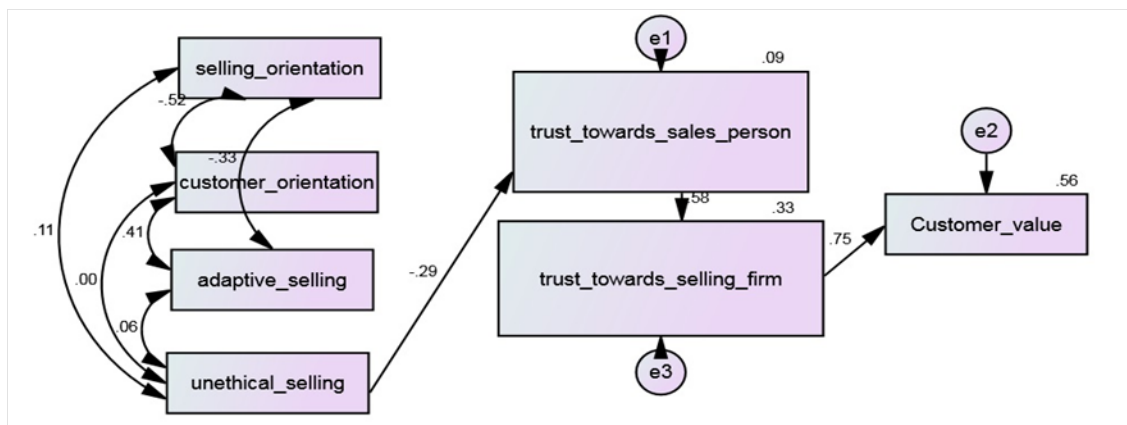 e1
.09
selling_orientation
-.52
trust_towards_sales_person
e2
-.33
customer_orientation
.56
.58
.33
Customer_value
.11
.41
-.29
.75
.00
adaptive_selling
trust_towards_selling_firm
.06
unethical_selling
e3